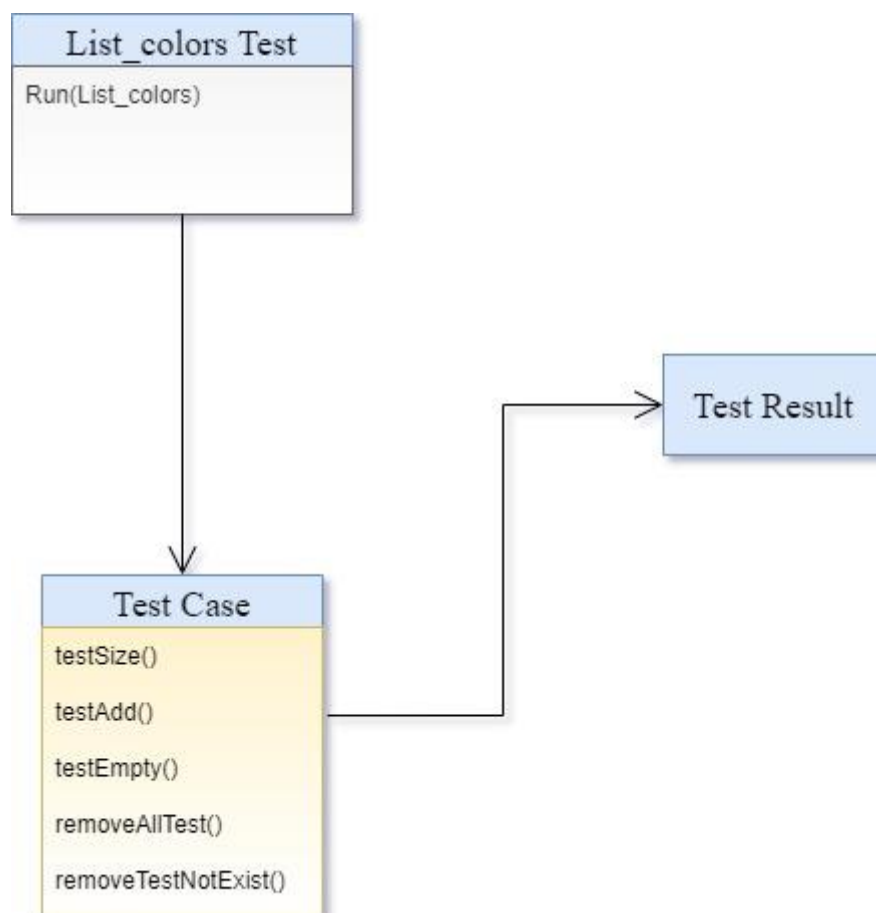 List_colors Test
Run(List_colors)
Test Result
Test Case
testSize()
testAdd()
testEmpty()
removeAllTest()
removeTestNotExist()